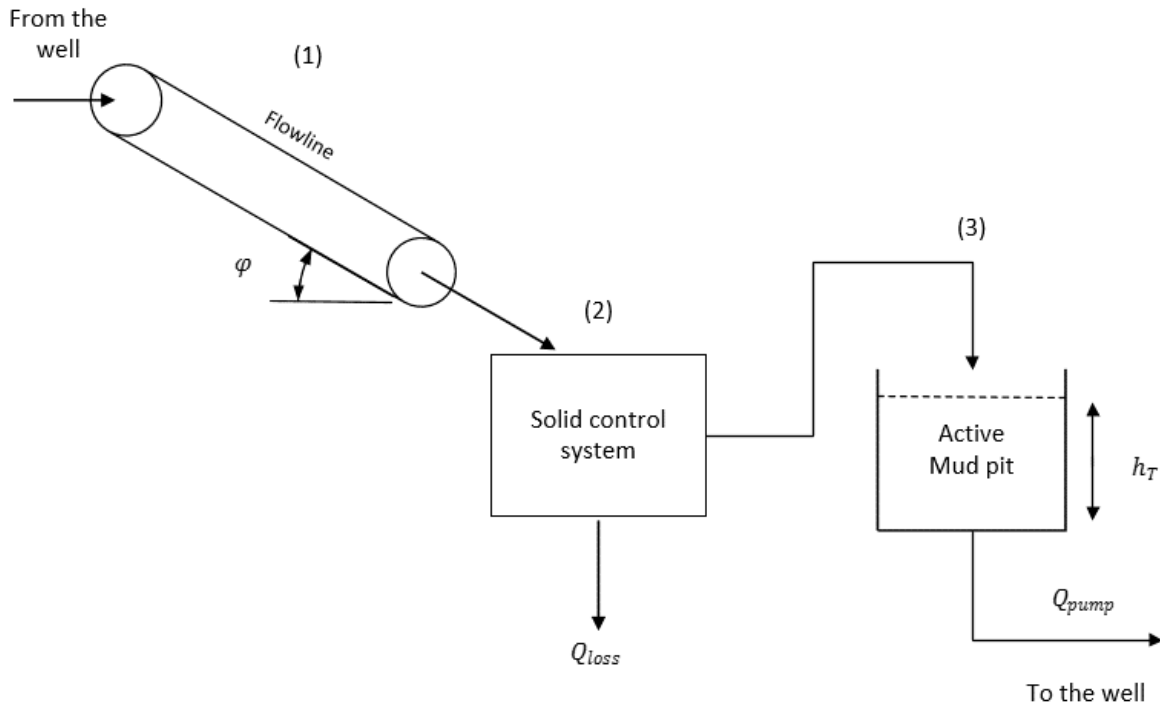 From the
well
(1)
Flowline
φ
(2)
Solid control
system
Q_loss
(3)
Active
Mud pit
h_T
Q_pump
To the well